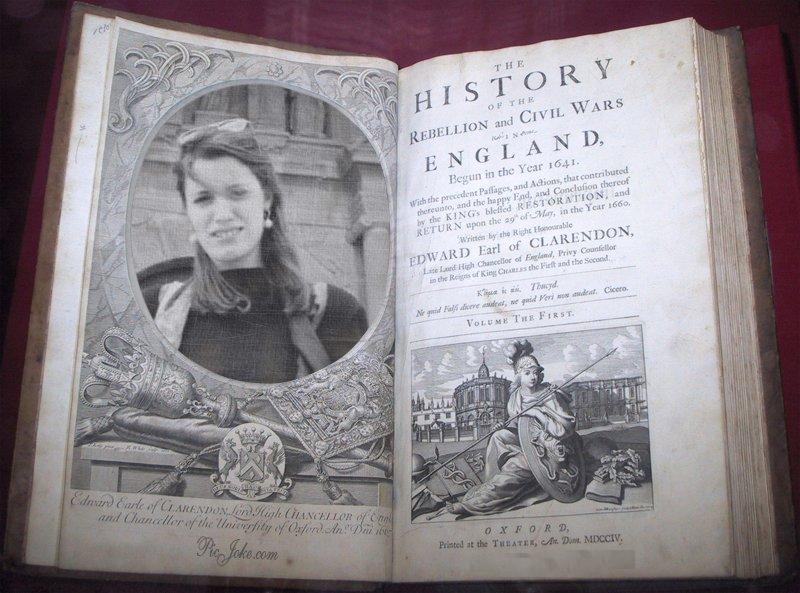 Edward Earle of CLARENDON Lord High CHANCELLOR of Engl
and Chancellor of the University of Oxford. An.º Dni
PicJoke.com
THE
HISTORY
OF THE
REBELLION and CIVIL WARS
IN
ENGLAND,
Begun in the Year 1641.
With the precedent Paſſages, and Actions, that contributed
thereunto, and the happy End, and Concluſion thereof
by the KING's bleſſed RESTORATION, and
RETURN upon the 29th of May, in the Year 1660.
Written by the Right Honourable
EDWARD Earl of CLARENDON,
Late Lord High Chancellor of England, Privy Counſellor
in the Reigns of King CHARLES the Firſt and the Second.
Thucyd.
Ne quid Falſi dicere audeat, ne quid Veri non audeat. Cicero.
VOLUME THE FIRST.
OXFORD,
Printed at the THEATER, An. Dom. MDCCIV.